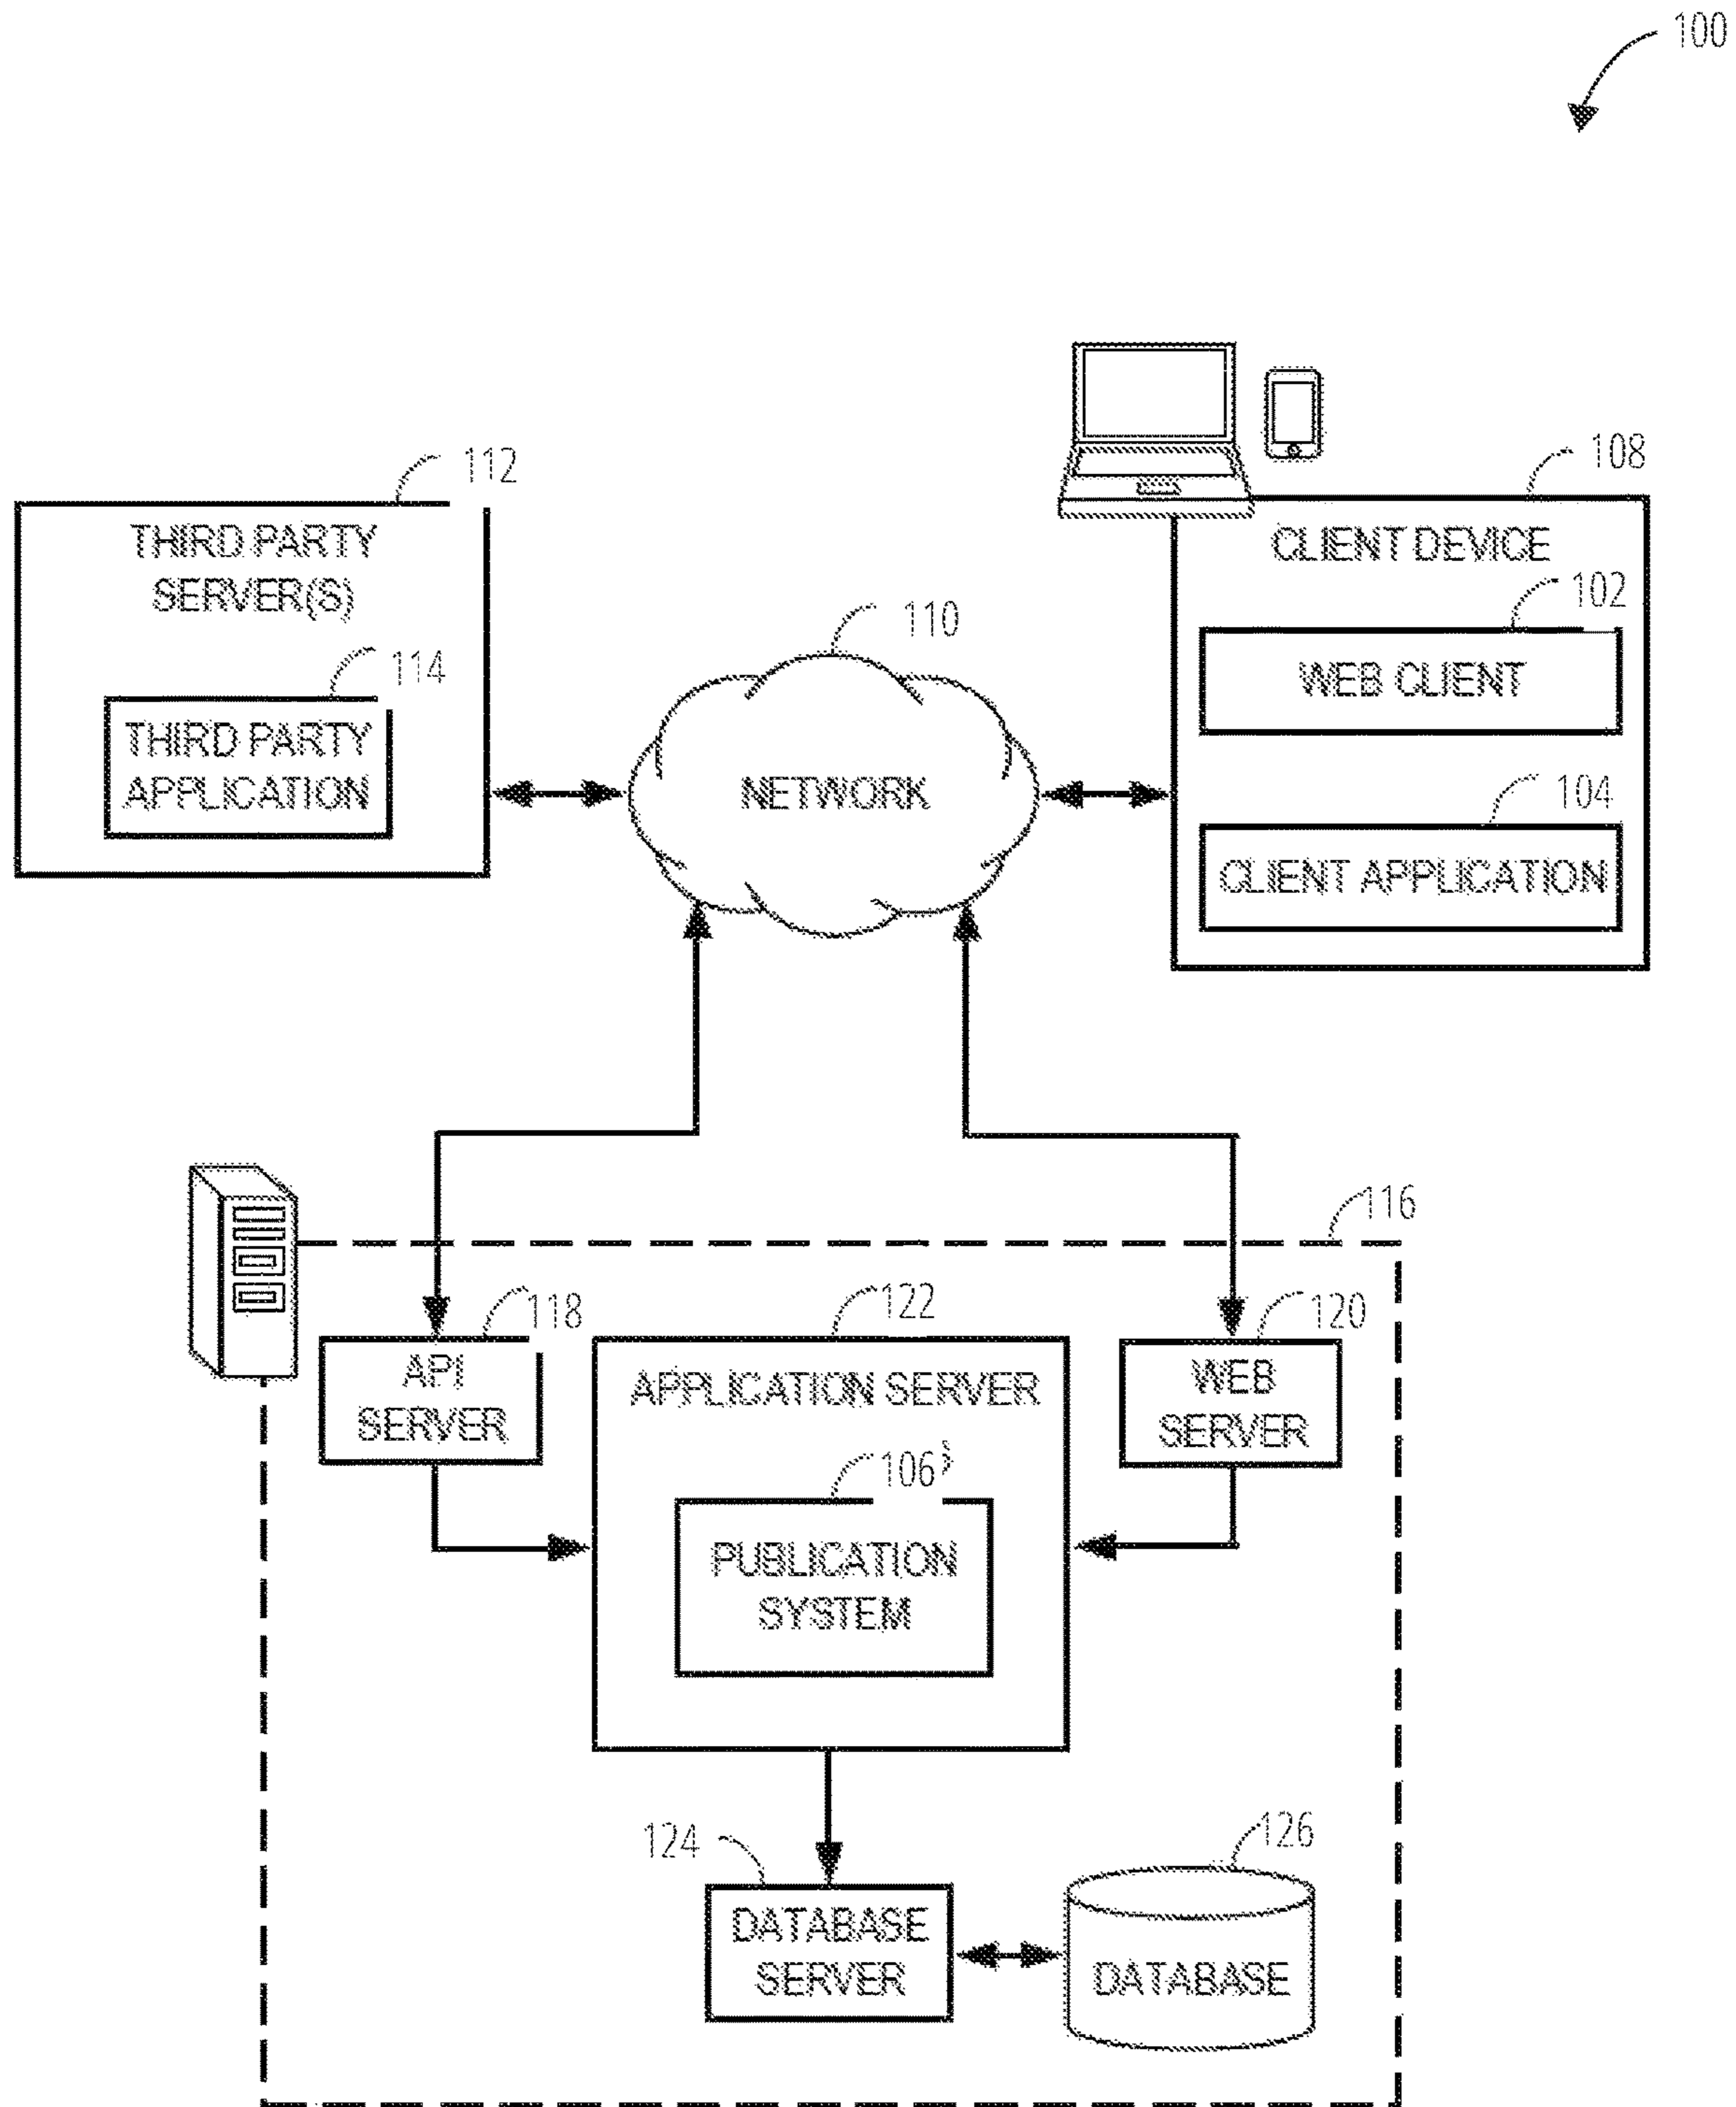 100
112
THIRD PARTY
SERVER(S)
114
THIRD PARTY
APPLICATION
110
NETWORK
108
CLIENT DEVICE
102
WEB CLIENT
104
CLIENT APPLICATION
116
118
API
SERVER
122
APPLICATION SERVER
106
PUBLICATION
SYSTEM
120
WEB
SERVER
124
DATABASE
SERVER
126
DATABASE